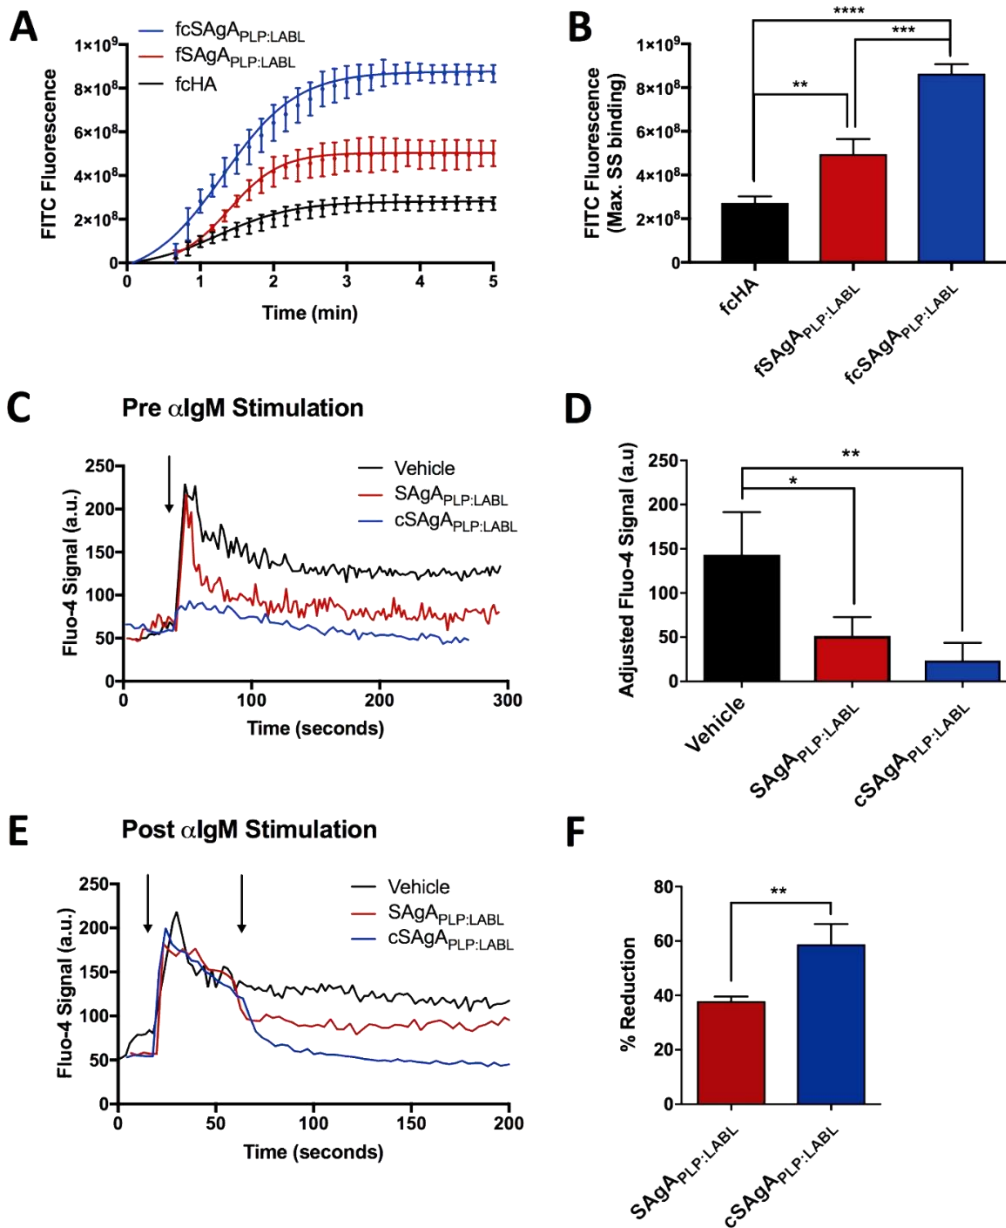 A
fcSAgAPLP:LABL
fSAgAPLP:LABL
fcHA
FITC Fluorescence
1×10⁹
8×10⁸
6×10⁸
4×10⁸
2×10⁸
0
0 1 2 3 4 5
Time (min)
B
****
***
**
FITC Fluorescence
(Max. SS binding)
1×10⁹
8×10⁸
6×10⁸
4×10⁸
2×10⁸
0
fcHA
fSAgAPLP:LABL
fcSAgAPLP:LABL
C
Pre αIgM Stimulation
Vehicle
SAgAPLP:LABL
cSAgAPLP:LABL
Fluo-4 Signal (a.u.)
250
200
150
100
50
0
0 100 200 300
Time (seconds)
D
**
*
Adjusted Fluo-4 Signal (a.u)
250
200
150
100
50
0
Vehicle
SAgAPLP:LABL
cSAgAPLP:LABL
E
Post αIgM Stimulation
Vehicle
SAgAPLP:LABL
cSAgAPLP:LABL
Fluo-4 Signal (a.u.)
250
200
150
100
50
0
0 50 100 150 200
Time (seconds)
F
**
% Reduction
80
60
40
20
0
SAgAPLP:LABL
cSAgAPLP:LABL